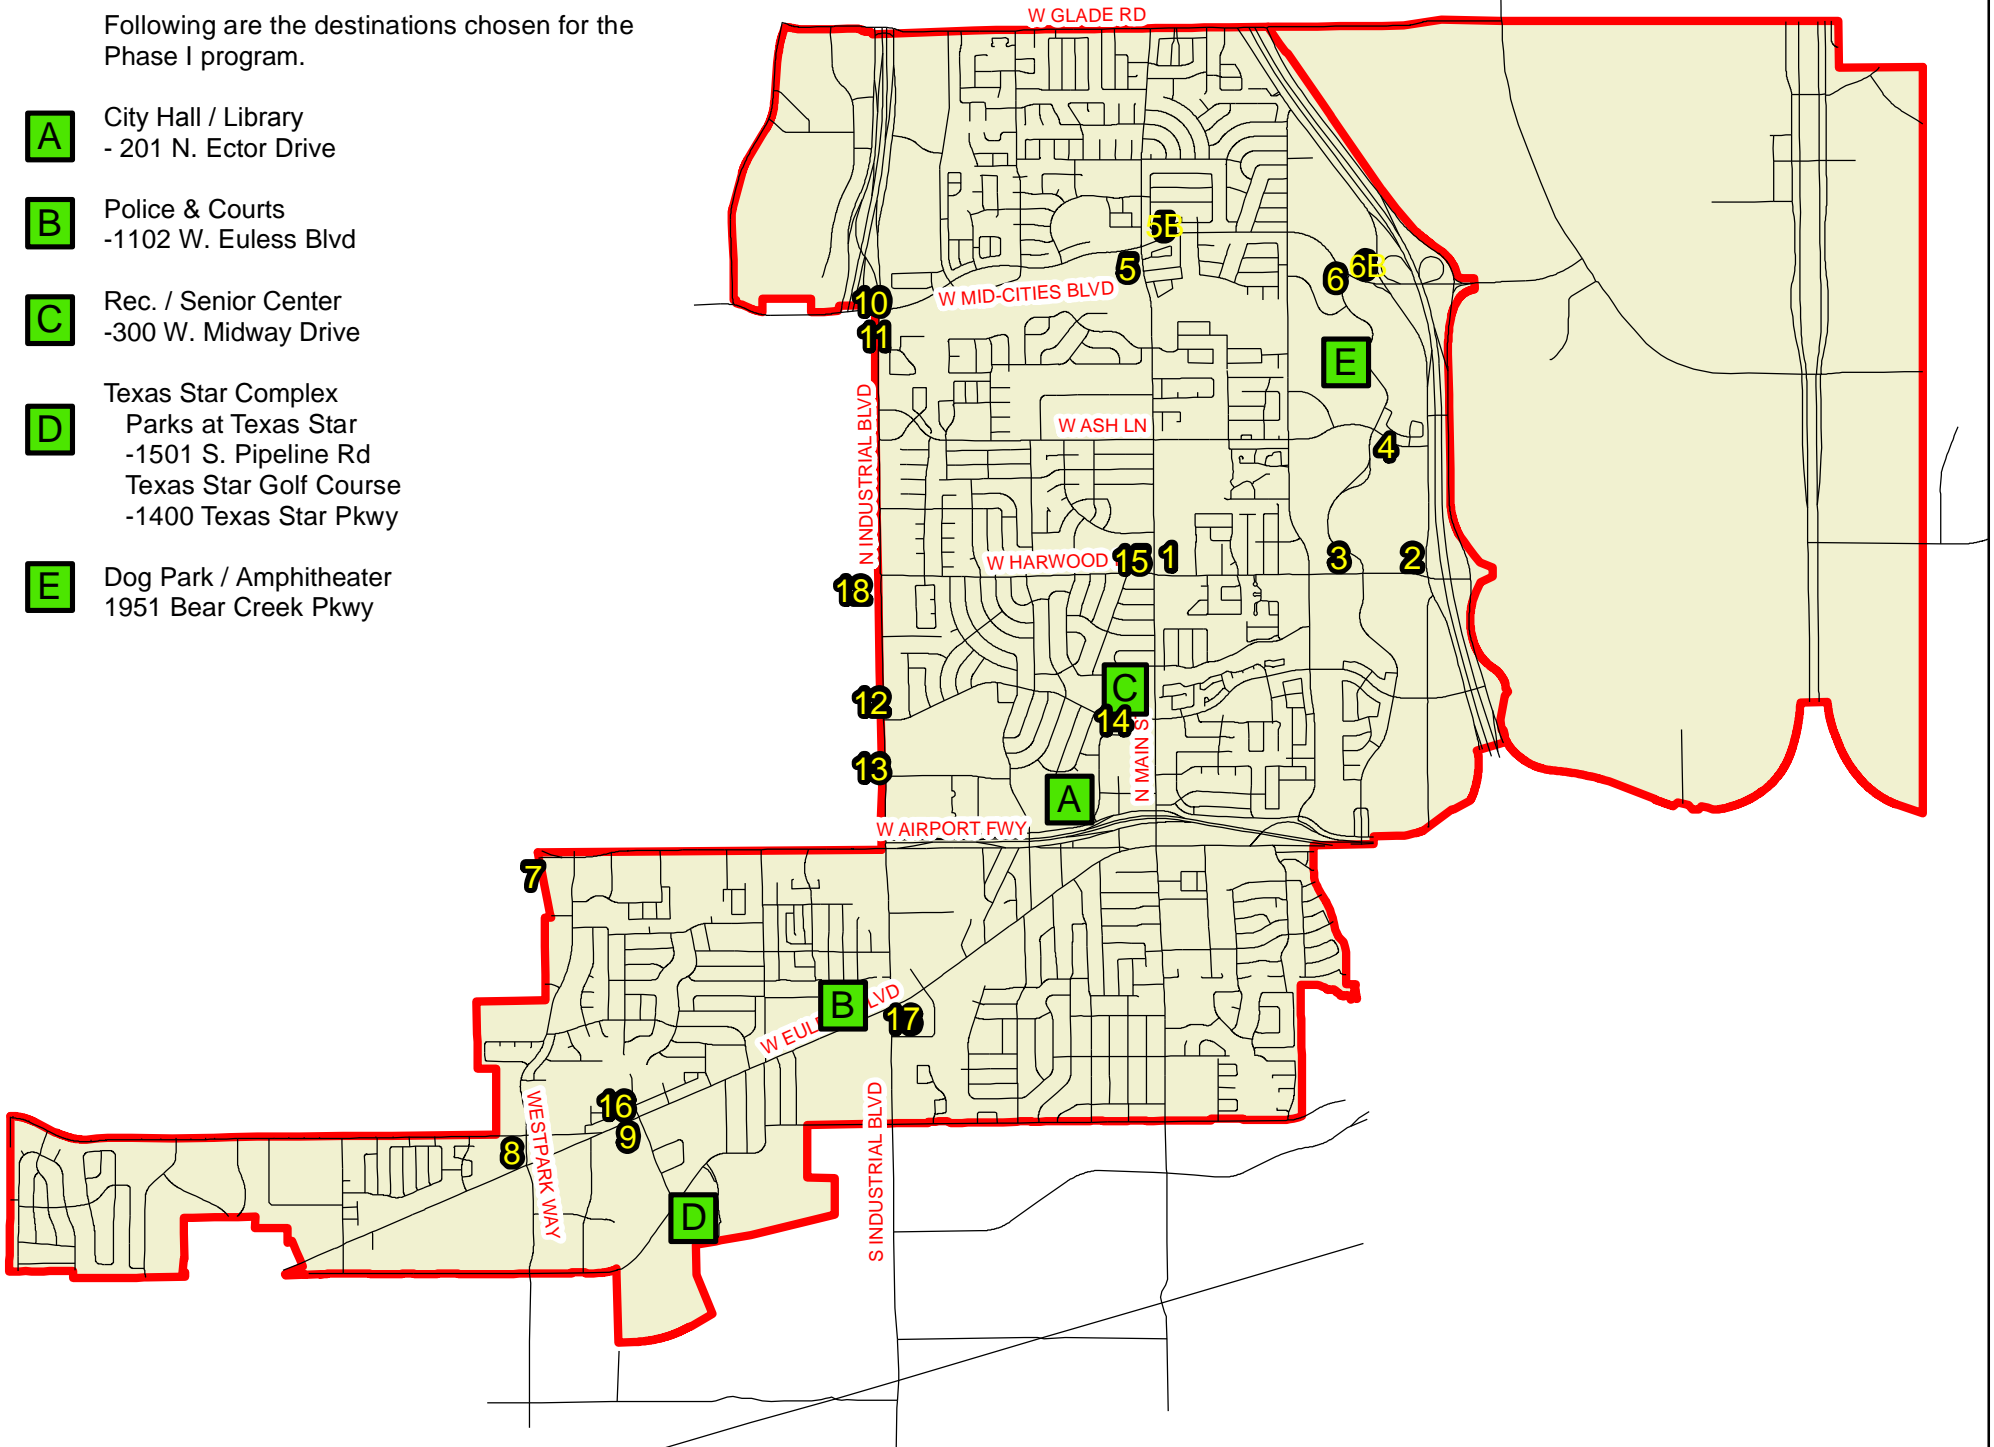 Following are the destinations chosen for the
Phase I program.
A
City Hall / Library
- 201 N. Ector Drive
B
Police & Courts
-1102 W. Euless Blvd
C
Rec. / Senior Center
-300 W. Midway Drive
D
Texas Star Complex
Parks at Texas Star
-1501 S. Pipeline Rd
Texas Star Golf Course
-1400 Texas Star Pkwy
E
Dog Park / Amphitheater
1951 Bear Creek Pkwy
W GLADE RD
5B
5
6
6B
10
W MID-CITIES BLVD
11
E
N INDUSTRIAL BLVD
W ASH LN
4
W HARWOOD
15
1
3
2
18
C
12
14
N MAIN S
13
A
W AIRPORT FWY
7
B
W EUL
LVD
17
16
9
8
WESTPARK WAY
S INDUSTRIAL BLVD
D